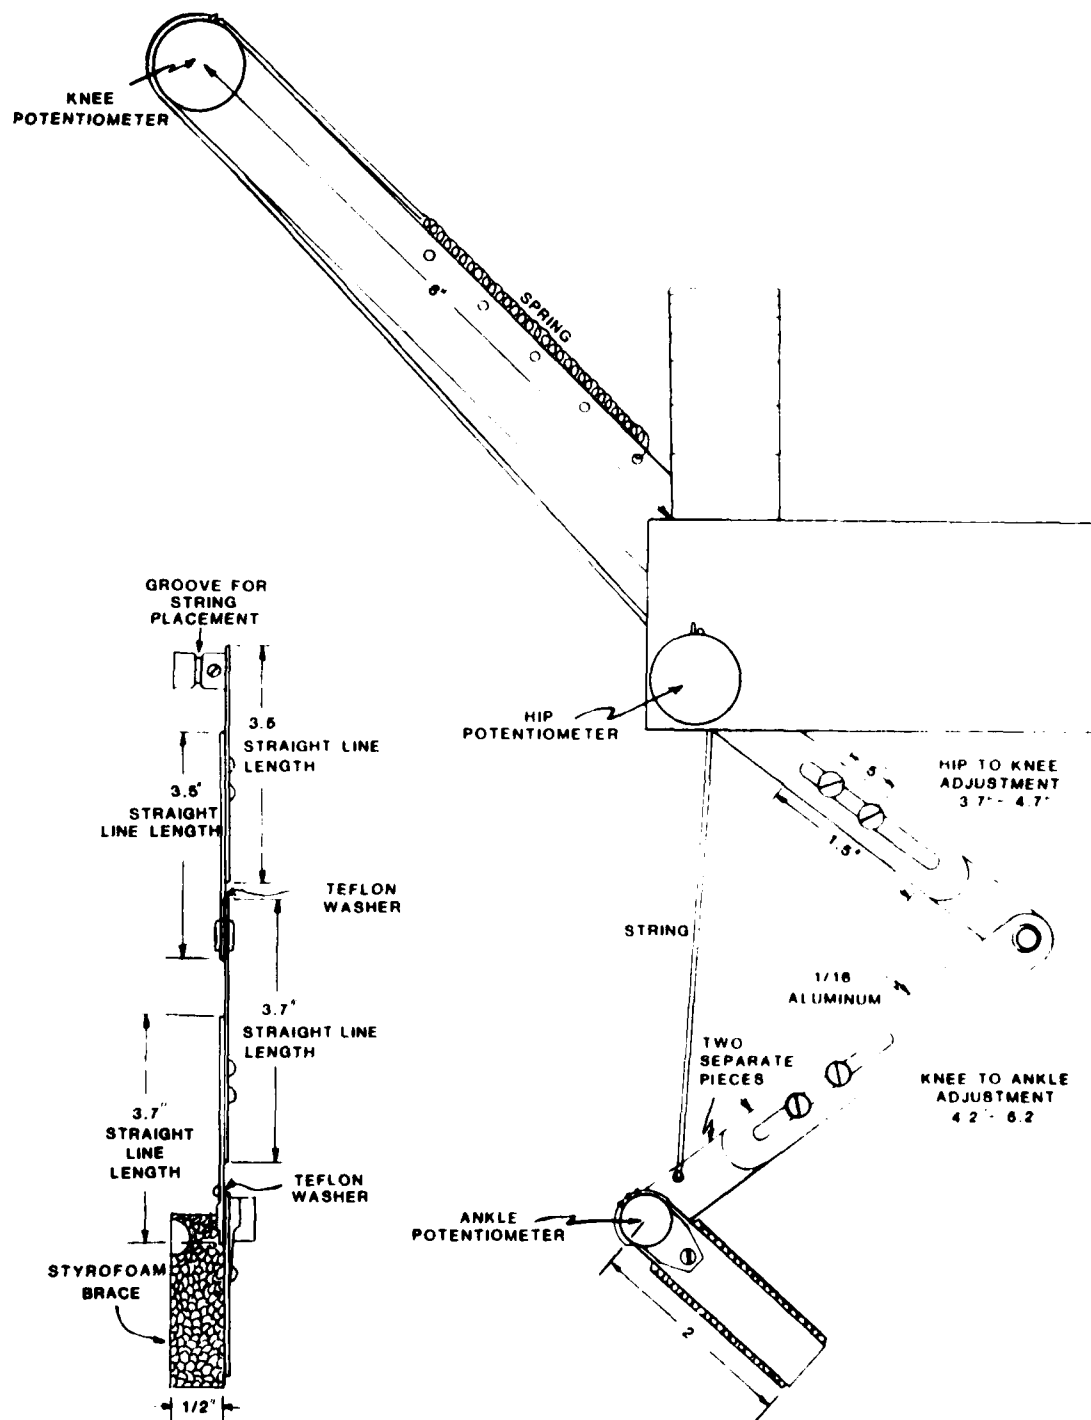 KNEE
POTENTIOMETER
6"
SPRING
GROOVE FOR
STRING
PLACEMENT
3.5
STRAIGHT LINE
LENGTH
3.5"
STRAIGHT
LINE LENGTH
HIP
POTENTIOMETER
.5
HIP TO KNEE
ADJUSTMENT
3.7"- 4.7"
1.5"
TEFLON
WASHER
STRING
1/16
ALUMINUM
3.7"
STRAIGHT LINE
LENGTH
TWO
SEPARATE
PIECES
KNEE TO ANKLE
ADJUSTMENT
4.2"- 6.2
3.7"
STRAIGHT
LINE
LENGTH
TEFLON
WASHER
ANKLE
POTENTIOMETER
STYROFOAM
BRACE
2
1/2"